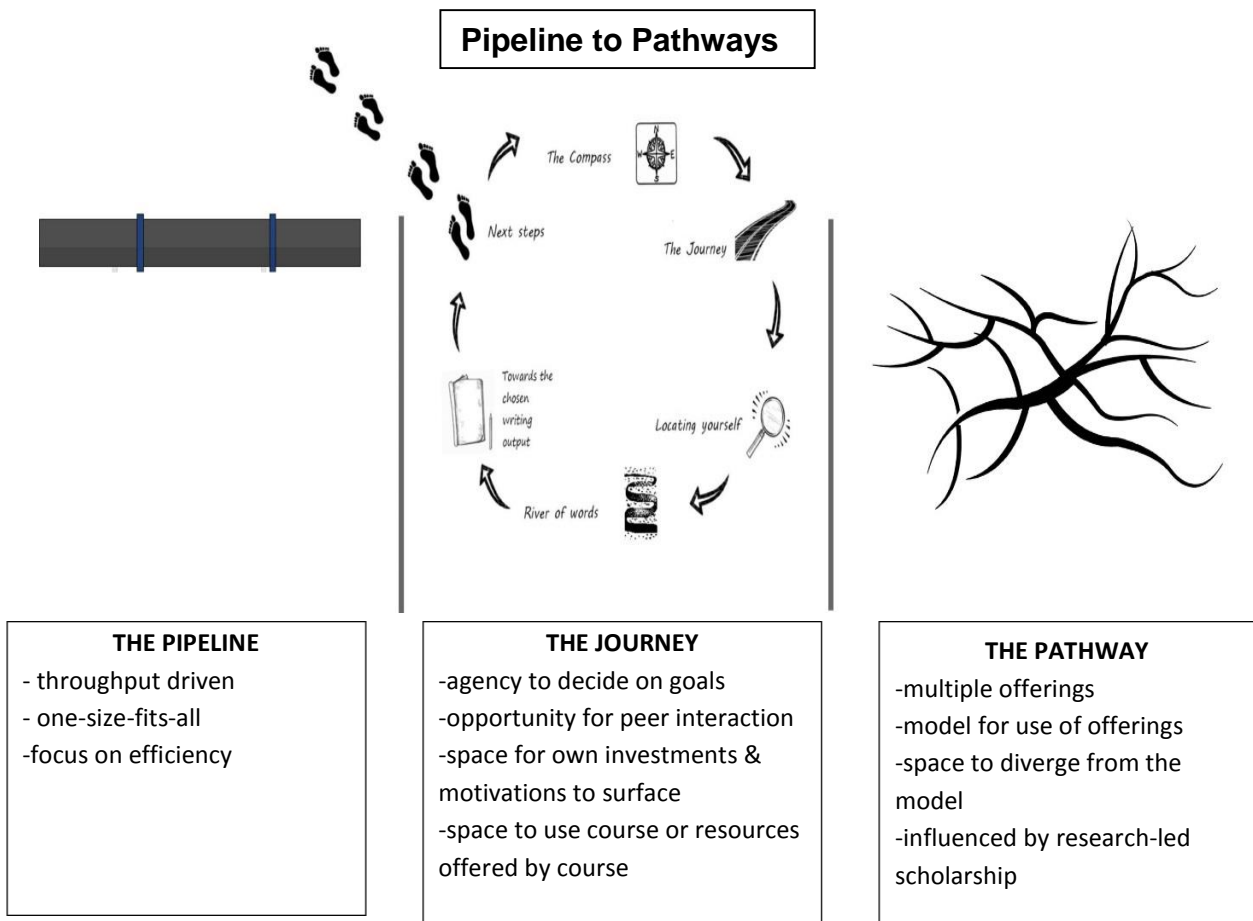 Pipeline to Pathways
The Compass
N
W E
S
Next steps
The Journey
Towards the
chosen
writing
output
Locating yourself
River of words
THE PIPELINE
- throughput driven
- one-size-fits-all
-focus on efficiency
THE JOURNEY
-agency to decide on goals
-opportunity for peer interaction
-space for own investments &
motivations to surface
-space to use course or resources
offered by course
THE PATHWAY
-multiple offerings
-model for use of offerings
-space to diverge from the
model
-influenced by research-led
scholarship